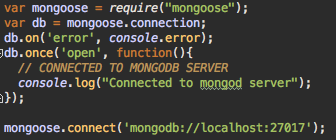 var mongoose = require("mongoose");
var db = mongoose.connection;
db.on('error', console.error);
db.once('open', function(){
// CONNECTED TO MONGODB SERVER
console.log("Connected to mongod server");
});
mongoose.connect('mongodb://localhost:27017');